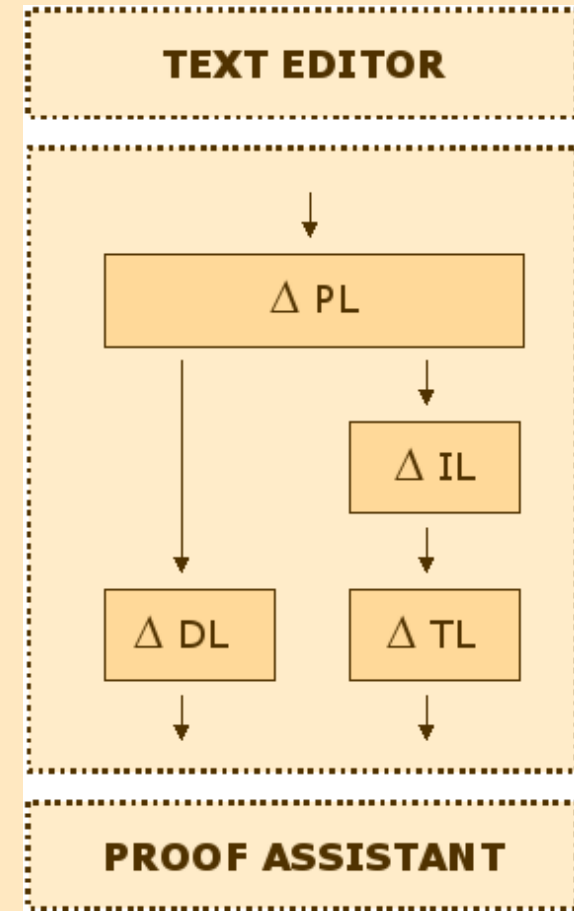 TEXT EDITOR
Δ PL
Δ IL
Δ DL
Δ TL
PROOF ASSISTANT